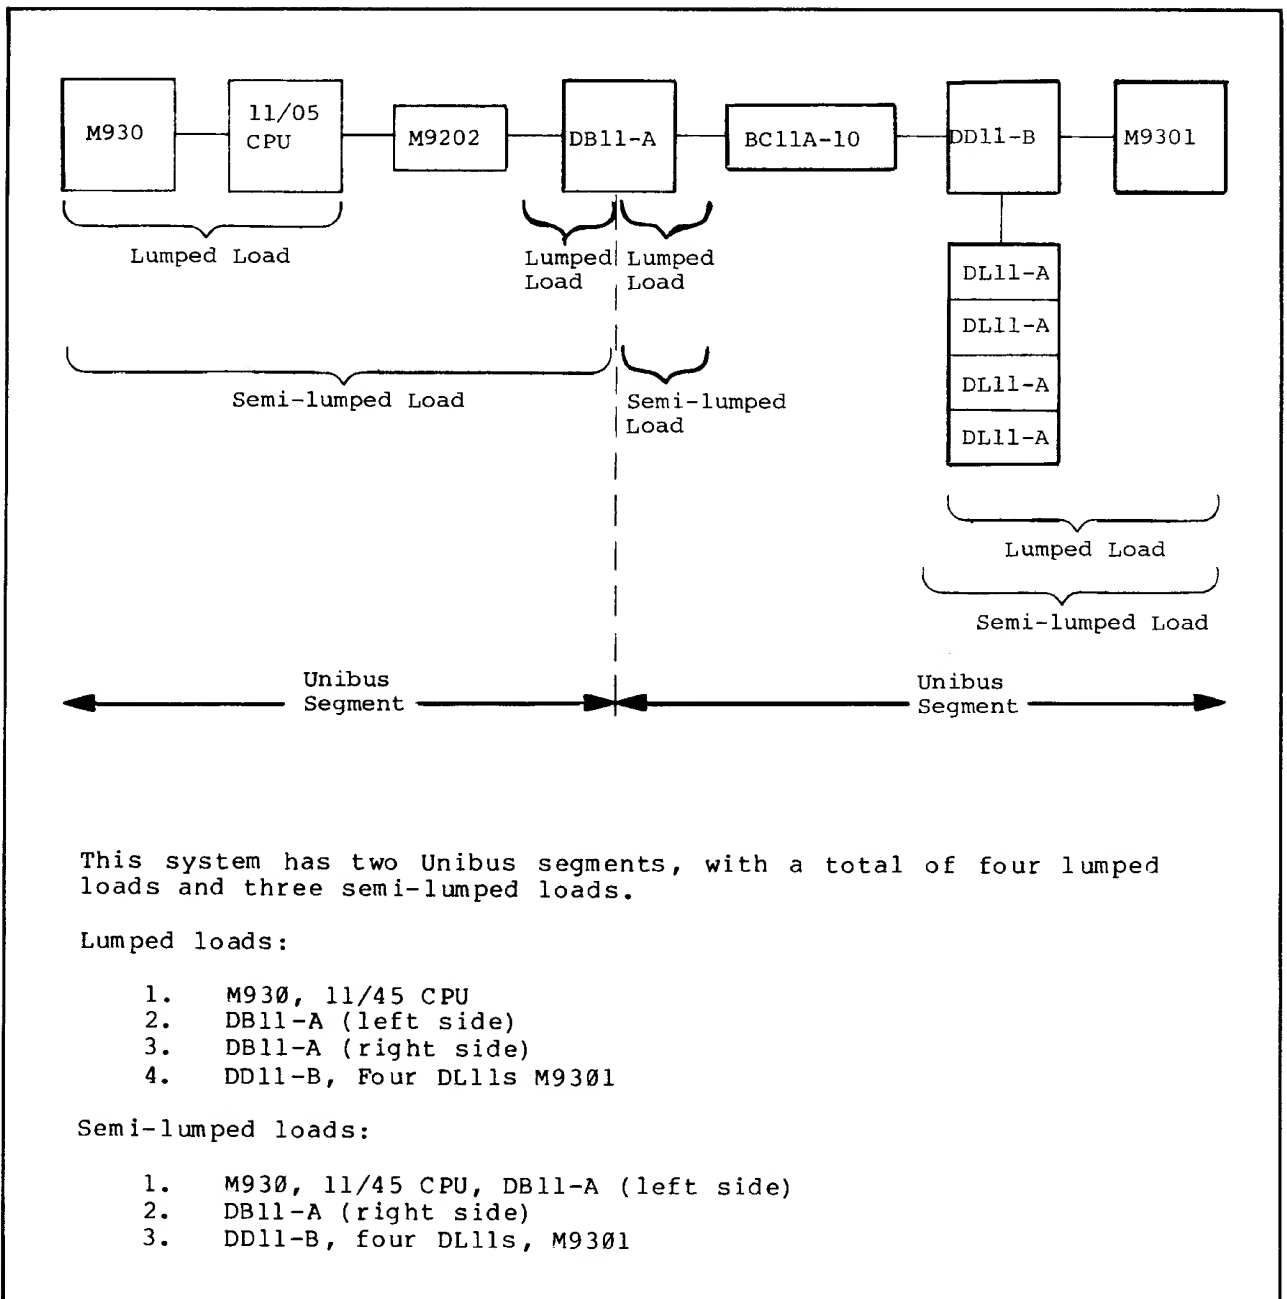 M930
11/05
CPU
M9202
DB11-A
BC11A-10
DD11-B
M9301
Lumped Load
Lumped
Load
Lumped
Load
DL11-A
DL11-A
DL11-A
DL11-A
Semi-lumped Load
Semi-lumped
Load
Lumped Load
Semi-lumped Load
Unibus
Segment
Unibus
Segment
This system has two Unibus segments, with a total of four lumped
loads and three semi-lumped loads.
Lumped loads:
1. M930, 11/45 CPU
2. DB11-A (left side)
3. DB11-A (right side)
4. DD11-B, Four DL11s M9301
Semi-lumped loads:
1. M930, 11/45 CPU, DB11-A (left side)
2. DB11-A (right side)
3. DD11-B, four DL11s, M9301